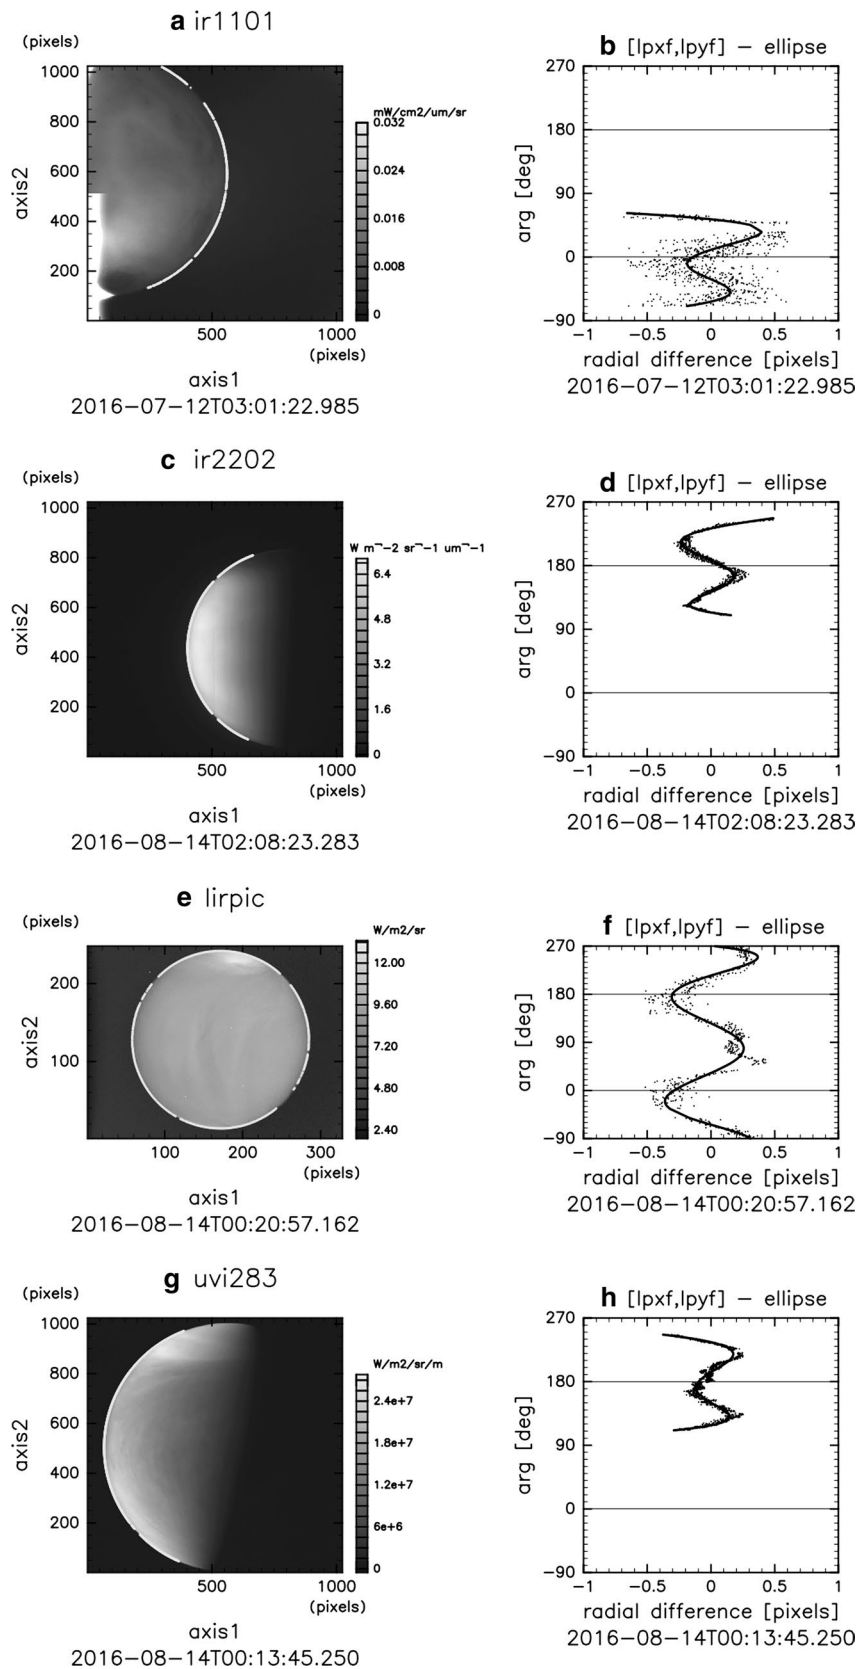 a ir1101
(pixels)
1000
800
600
400
200
axis2
500
1000
(pixels)
axis1
2016-07-12T03:01:22.985
mW/cm2/um/sr
0.032
0.024
0.016
0.008
0
b [lpxf,lpyf] – ellipse
270
180
90
0
-90
arg [deg]
-1 -0.5 0 0.5 1
radial difference [pixels]
2016-07-12T03:01:22.985
c ir2202
(pixels)
1000
800
600
400
200
axis2
500
1000
(pixels)
axis1
2016-08-14T02:08:23.283
W m¬-2 sr¬-1 um¬-1
6.4
4.8
3.2
1.6
0
d [lpxf,lpyf] – ellipse
270
180
90
0
-90
arg [deg]
-1 -0.5 0 0.5 1
radial difference [pixels]
2016-08-14T02:08:23.283
e lirpic
(pixels)
200
100
axis2
100 200 300
(pixels)
axis1
2016-08-14T00:20:57.162
W/m2/sr
12.00
9.60
7.20
4.80
2.40
f [lpxf,lpyf] – ellipse
270
180
90
0
-90
arg [deg]
-1 -0.5 0 0.5 1
radial difference [pixels]
2016-08-14T00:20:57.162
g uvi283
(pixels)
1000
800
600
400
200
axis2
500
1000
(pixels)
axis1
2016-08-14T00:13:45.250
W/m2/sr/m
2.4e+7
1.8e+7
1.2e+7
6e+6
0
h [lpxf,lpyf] – ellipse
270
180
90
0
-90
arg [deg]
-1 -0.5 0 0.5 1
radial difference [pixels]
2016-08-14T00:13:45.250